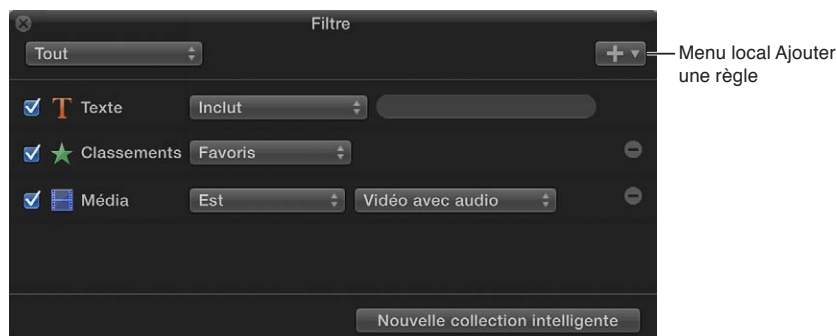 Filtre
Tout
Menu local Ajouter
une règle
Texte Inclut
Classements Favoris
Média Est Vidéo avec audio
Nouvelle collection intelligente